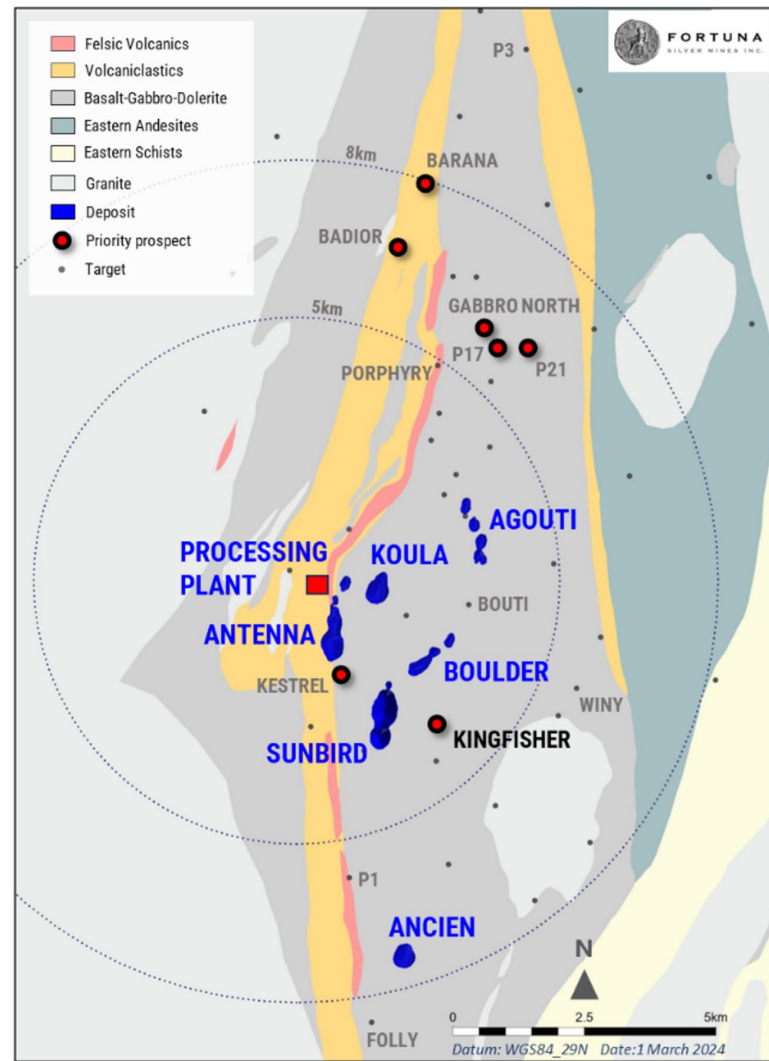 FORTUNA
SILVER MINES INC.
Felsic Volcanics
Volcaniclastics
Basalt-Gabbro-Dolerite
Eastern Andesites
Eastern Schists
Granite
Deposit
Priority prospect
Target
P3
8km
BARANA
BADIOR
5km
GABBRO NORTH
P17
P21
PORPHYRY
AGOUTI
PROCESSING
PLANT
KOULA
BOUTI
ANTENNA
BOULDER
KESTREL
WINY
SUNBIRD
KINGFISHER
P1
ANCIEN
N
FOLLY
0 2.5 5km
Datum: WGS84_29N Date:1 March 2024